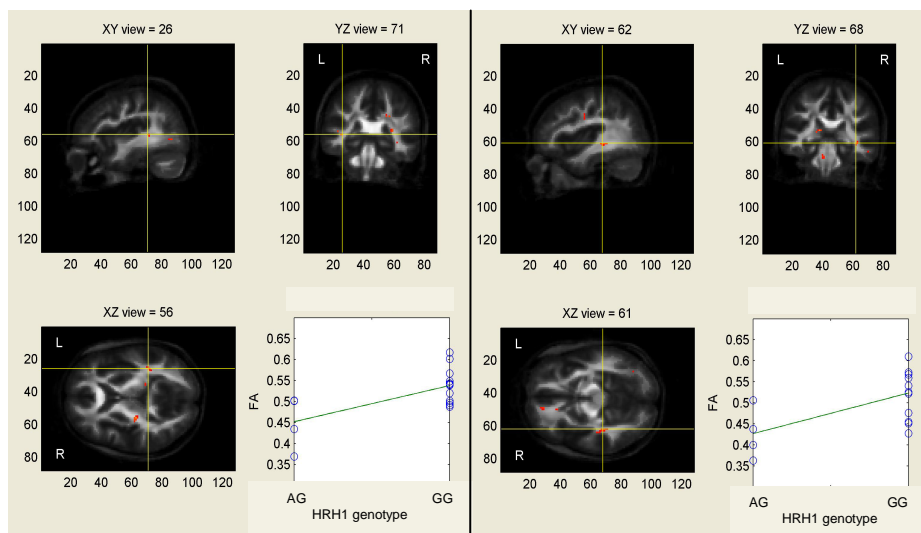 XY view = 26
YZ view = 71
L
R
20
40
60
80
100
120
20 40 60 80 100 120
20 40 60 80
XZ view = 56
L
R
20
40
60
80
20 40 60 80 100 120
FA
0.65
0.6
0.55
0.5
0.45
0.4
0.35
AG
GG
HRH1 genotype
XY view = 62
YZ view = 68
L
R
20
40
60
80
100
120
20 40 60 80 100 120
20 40 60 80
XZ view = 61
L
R
20
40
60
80
20 40 60 80 100 120
FA
0.65
0.6
0.55
0.5
0.45
0.4
0.35
AG
GG
HRH1 genotype